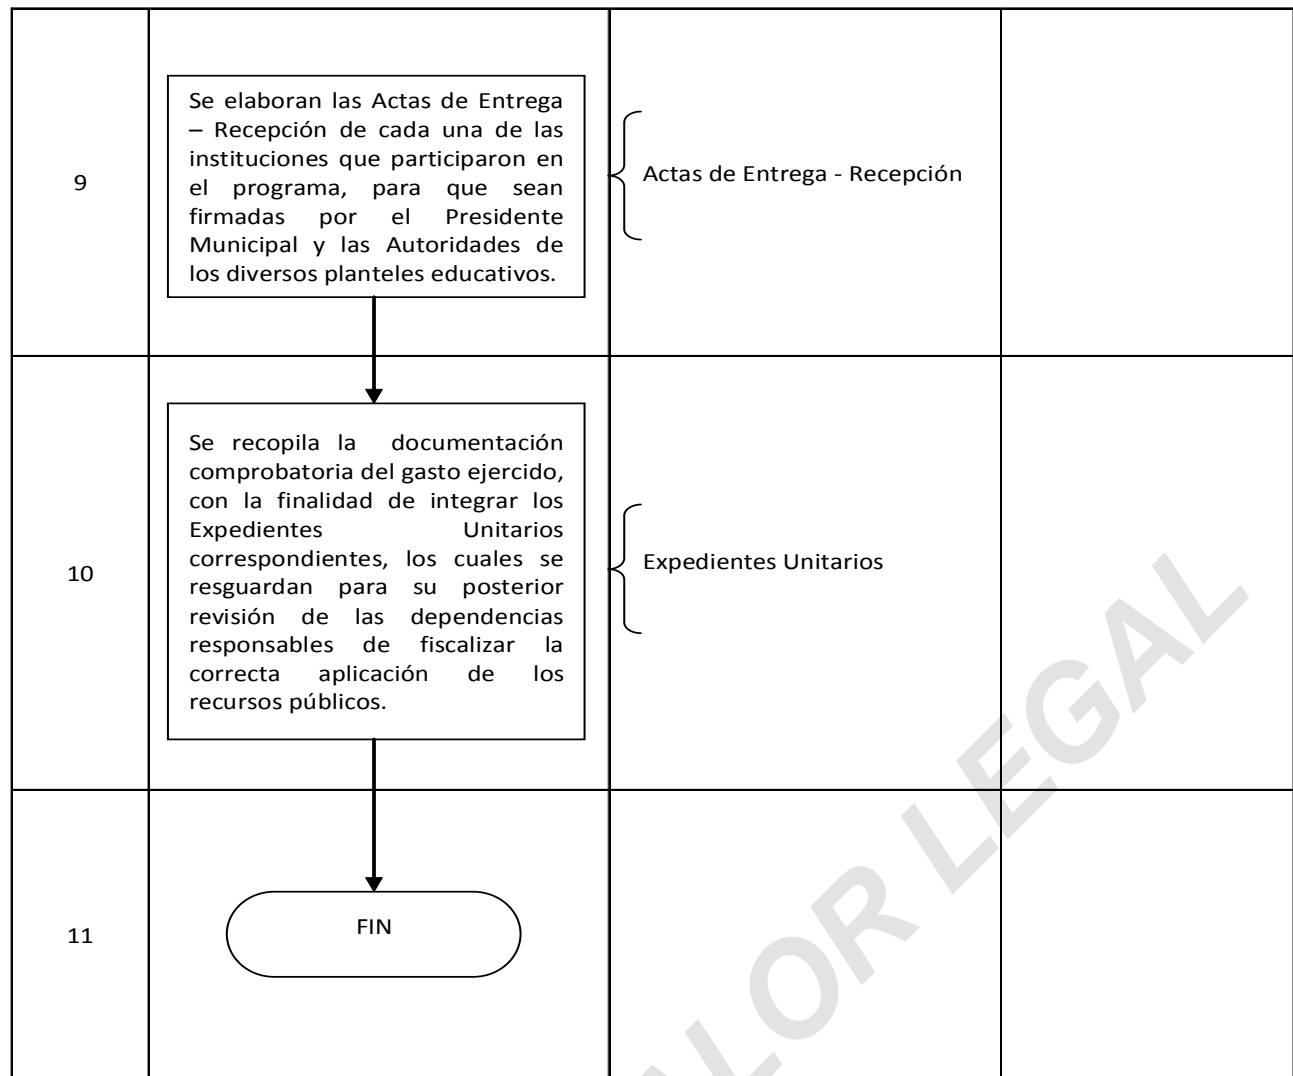 9
Se elaboran las Actas de Entrega
– Recepción de cada una de las
instituciones que participaron en
el programa, para que sean
firmadas por el Presidente
Municipal y las Autoridades de
los diversos planteles educativos.
Actas de Entrega - Recepción
10
Se recopila la documentación
comprobatoria del gasto ejercido,
con la finalidad de integrar los
Expedientes Unitarios
correspondientes, los cuales se
resguardan para su posterior
revisión de las dependencias
responsables de fiscalizar la
correcta aplicación de los
recursos públicos.
Expedientes Unitarios
11
FIN
ALOR LEGAL